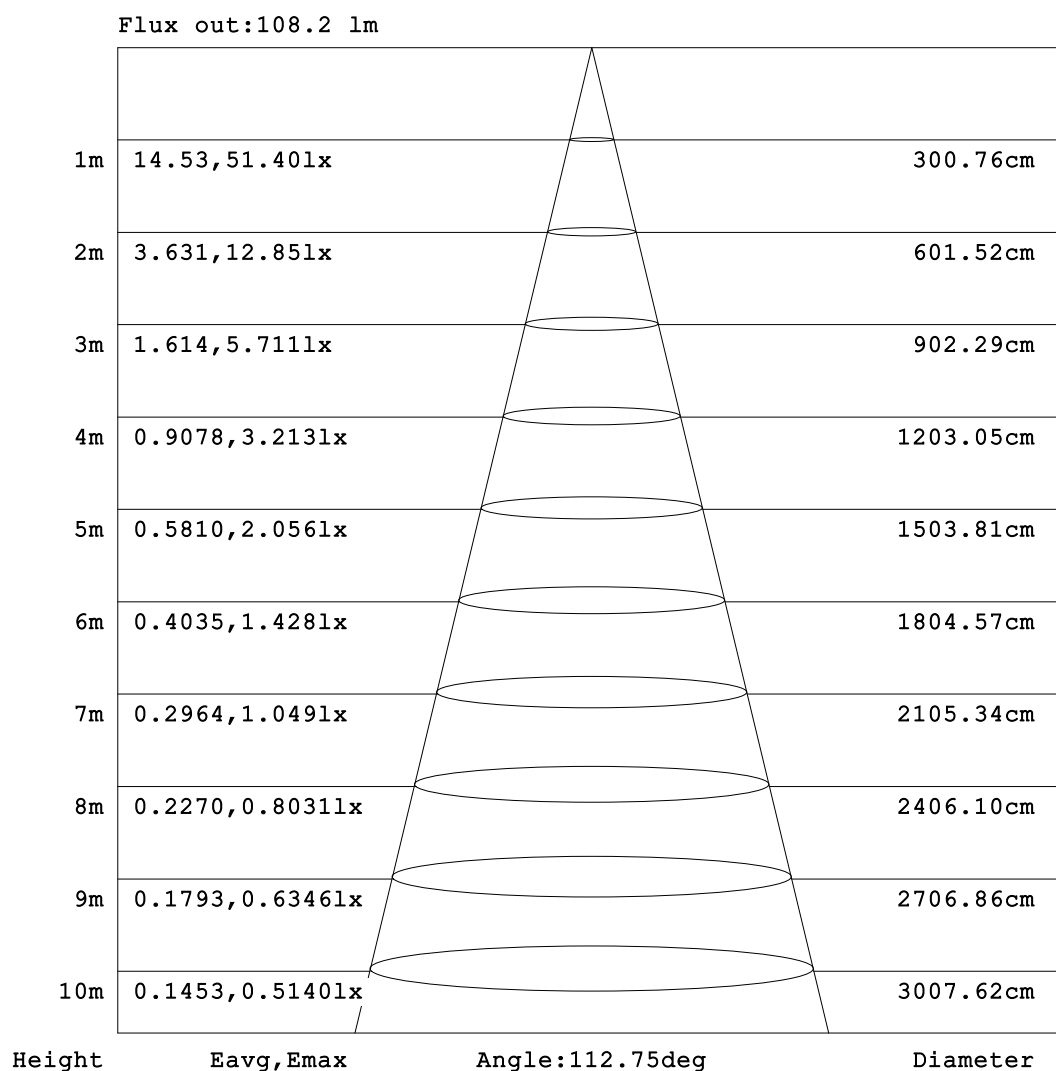 Flux out:108.2 lm
1m 14.53,51.40lx 300.76cm
2m 3.631,12.85lx 601.52cm
3m 1.614,5.711lx 902.29cm
4m 0.9078,3.213lx 1203.05cm
5m 0.5810,2.056lx 1503.81cm
6m 0.4035,1.428lx 1804.57cm
7m 0.2964,1.049lx 2105.34cm
8m 0.2270,0.8031lx 2406.10cm
9m 0.1793,0.6346lx 2706.86cm
10m 0.1453,0.5140lx 3007.62cm
Height Eavg,Emax Angle:112.75deg Diameter